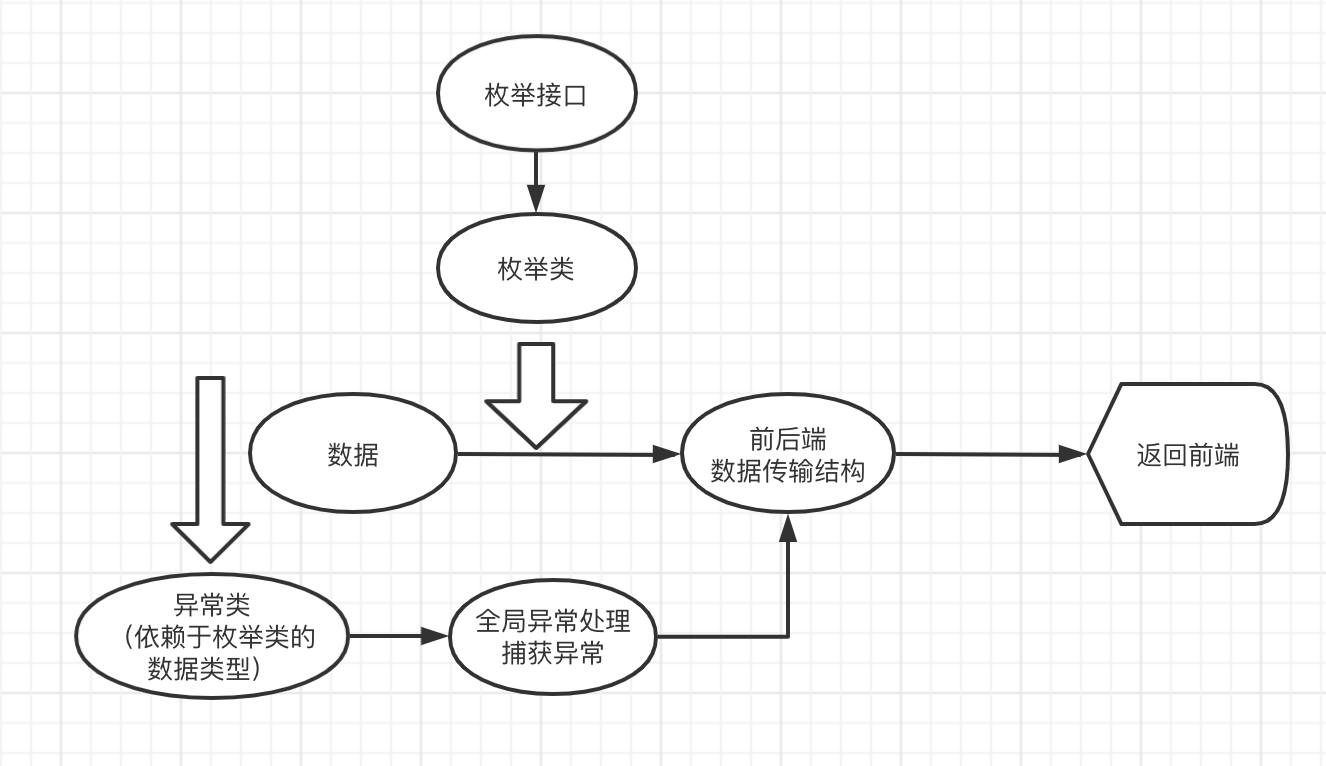 枚举接口
枚举类
数据
前后端
数据传输结构
返回前端
异常类
（依赖于枚举类的
数据类型）
全局异常处理
捕获异常